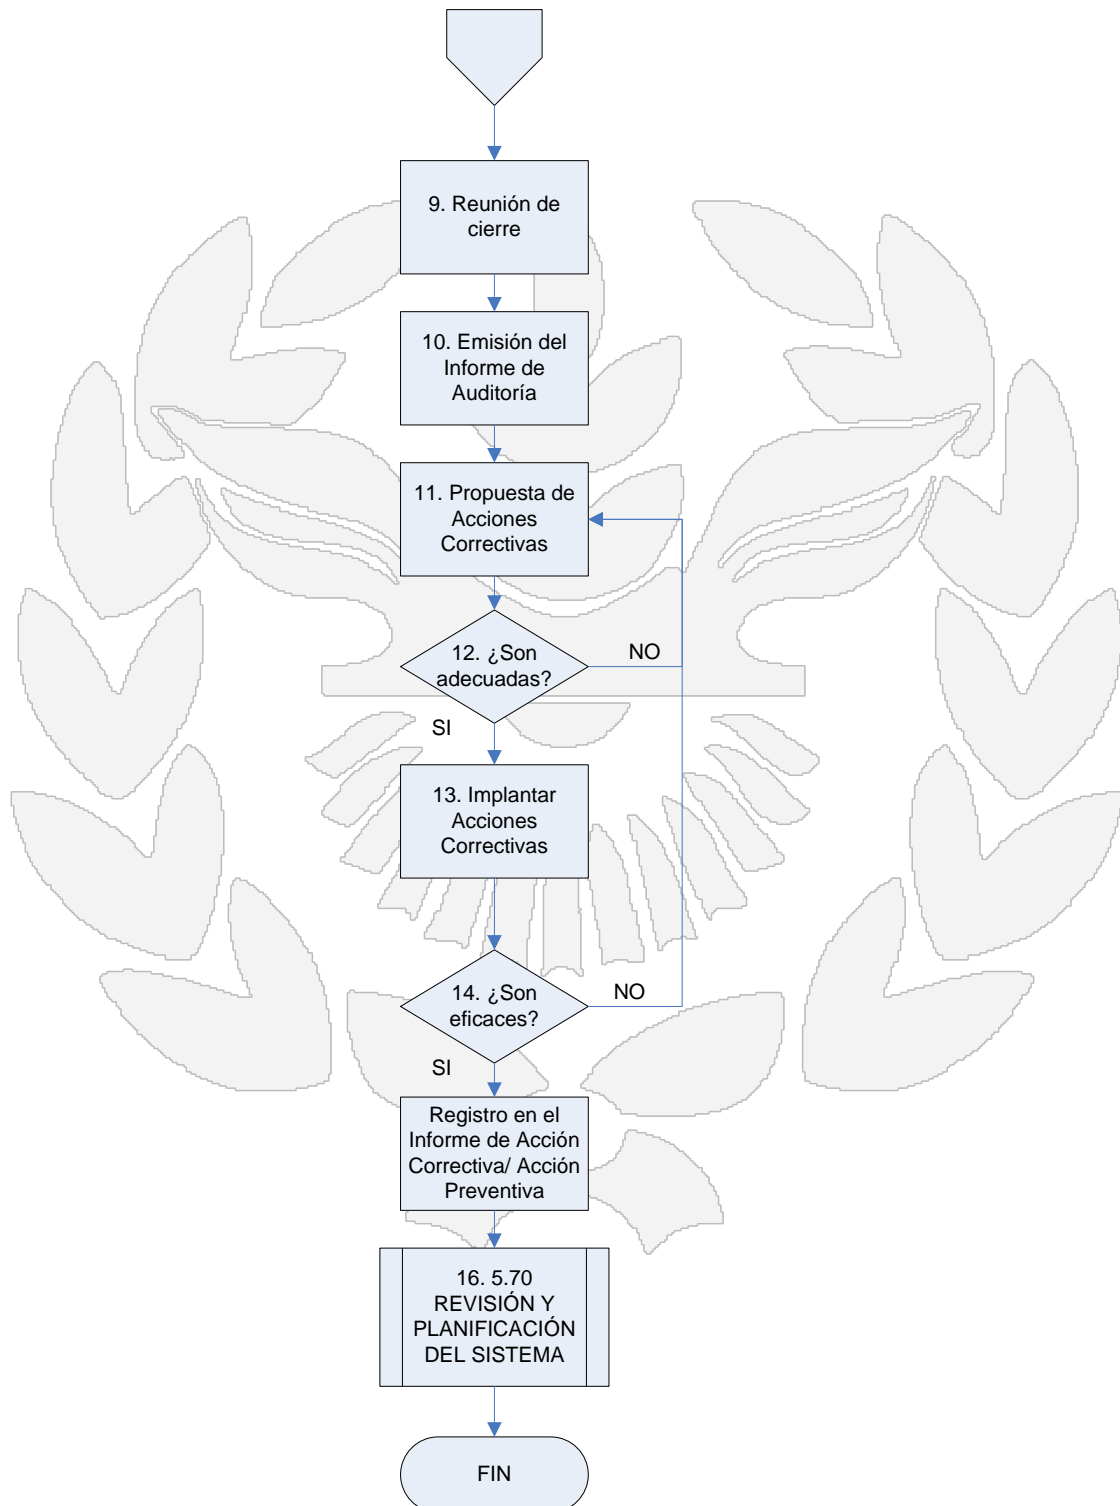 9. Reunión de
cierre
10. Emisión del
Informe de
Auditoría
11. Propuesta de
Acciones
Correctivas
12. ¿Son
adecuadas?
NO
SI
13. Implantar
Acciones
Correctivas
14. ¿Son
eficaces?
NO
SI
Registro en el
Informe de Acción
Correctiva/ Acción
Preventiva
16. 5.70
REVISIÓN Y
PLANIFICACIÓN
DEL SISTEMA
FIN